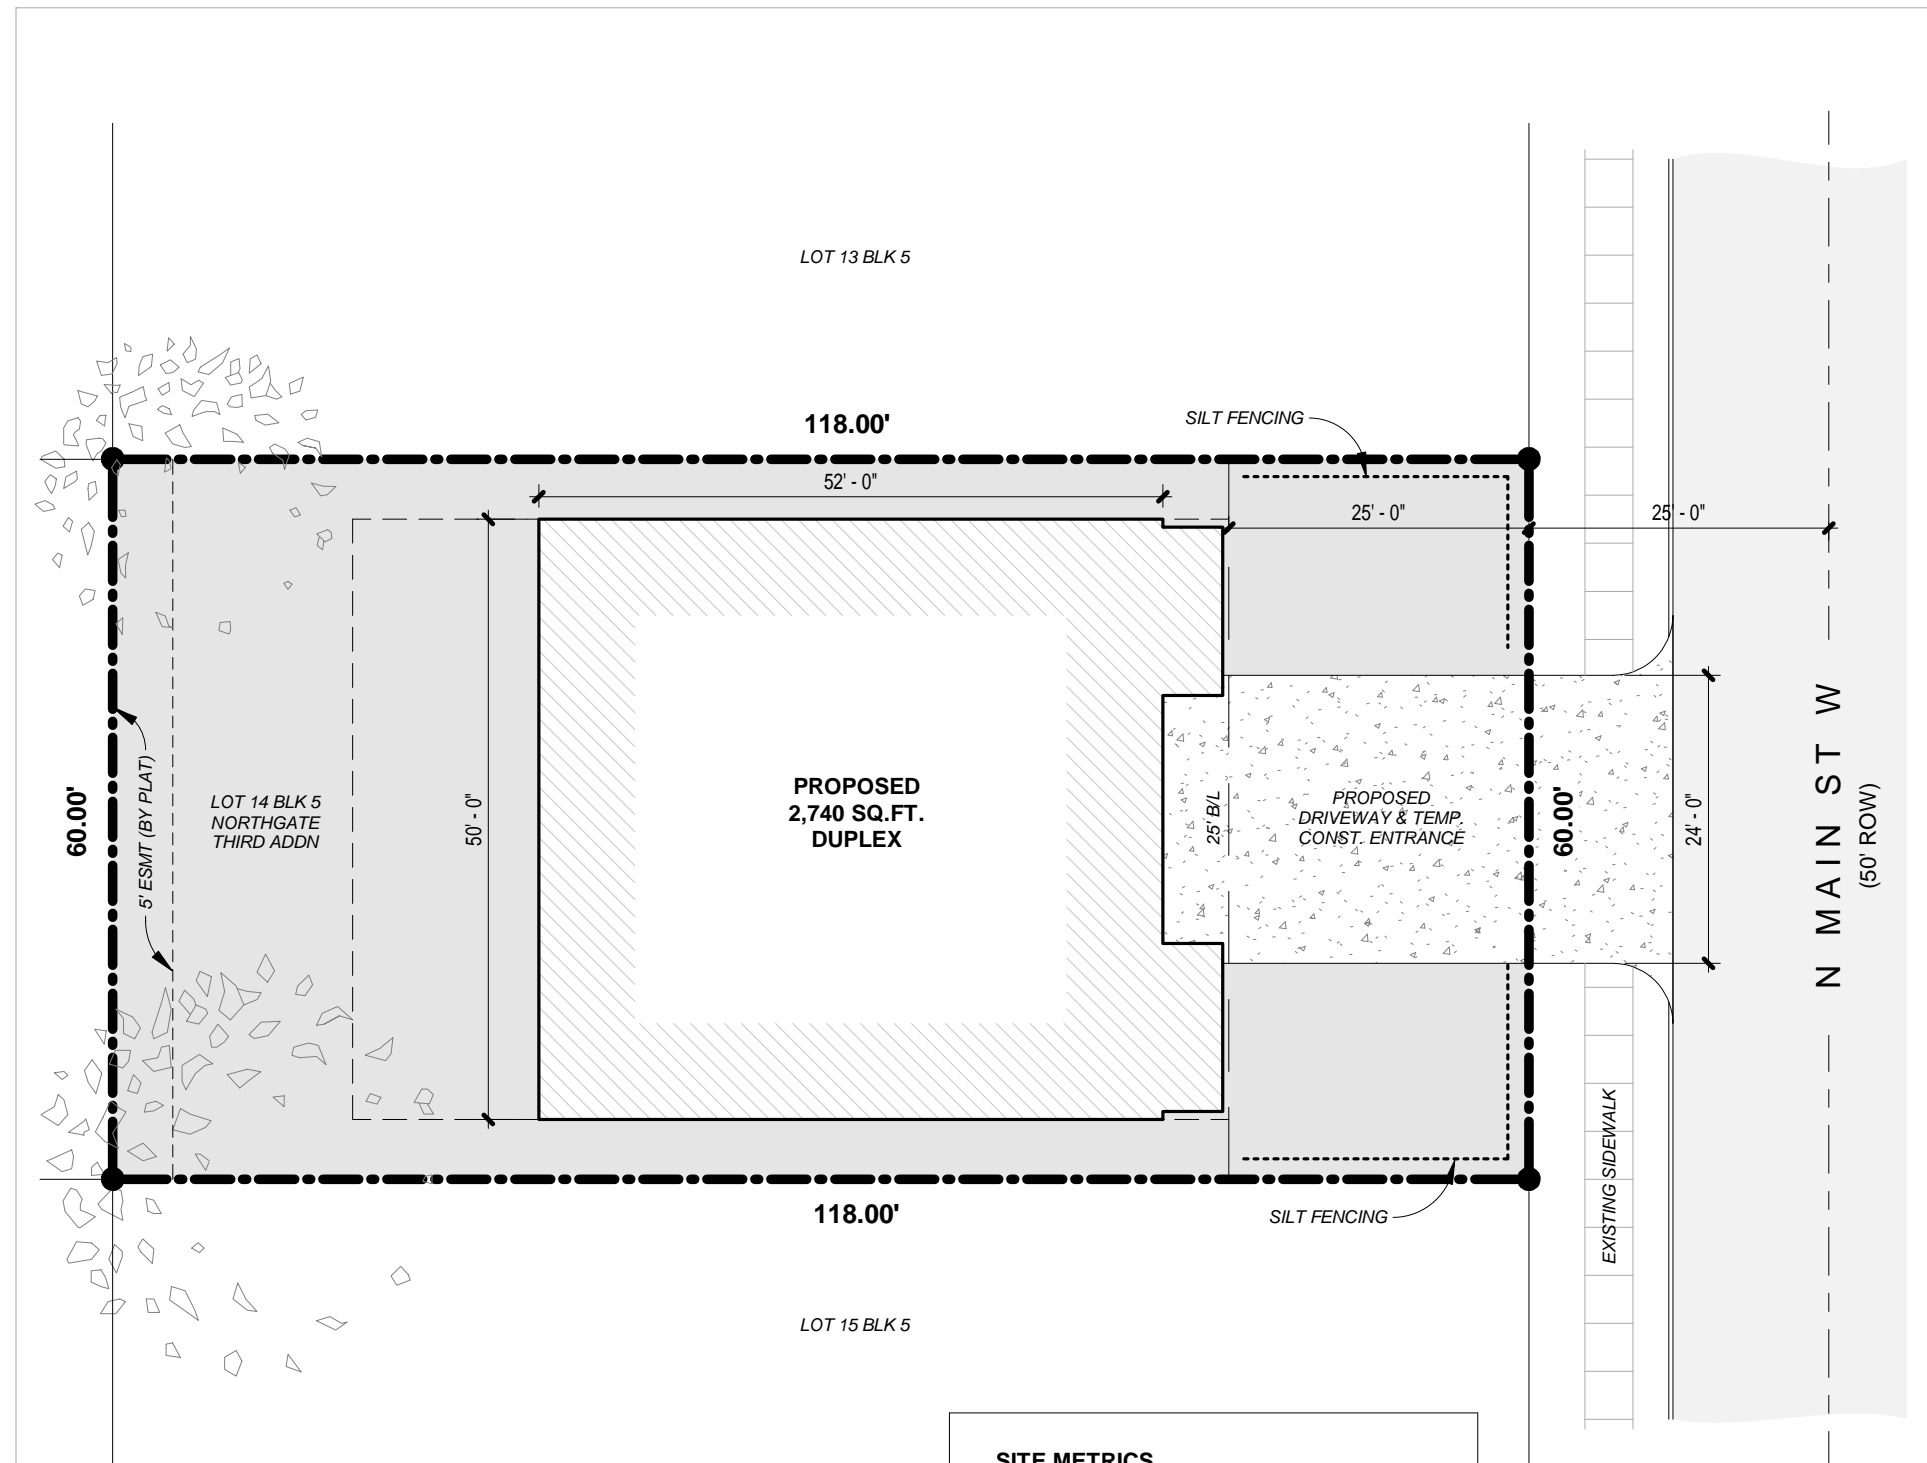 LOT 13 BLK 5
118.00'
SILT FENCING
52' - 0"
25' - 0"
25' - 0"
60.00'
5' ESMT (BY PLAT)
LOT 14 BLK 5
NORTHGATE
THIRD ADDN
50' - 0"
PROPOSED
2,740 SQ.FT.
DUPLEX
25' B/L
PROPOSED
DRIVEWAY & TEMP.
CONST. ENTRANCE
60.00'
24' - 0"
N MAIN ST W
(50' ROW)
EXISTING SIDEWALK
118.00'
SILT FENCING
LOT 15 BLK 5
SITE METRICS